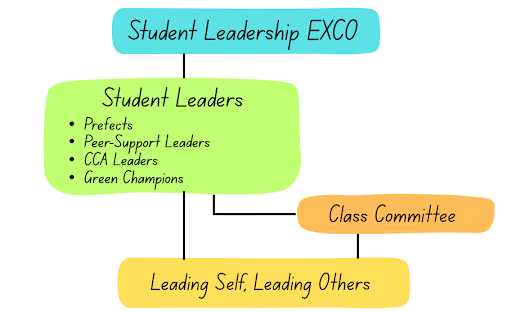 Student Leadership EXCO
Student Leaders
• Prefects
• Peer-Support Leaders
• CCA Leaders
• Green Champions
Class Committee
Leading Self, Leading Others